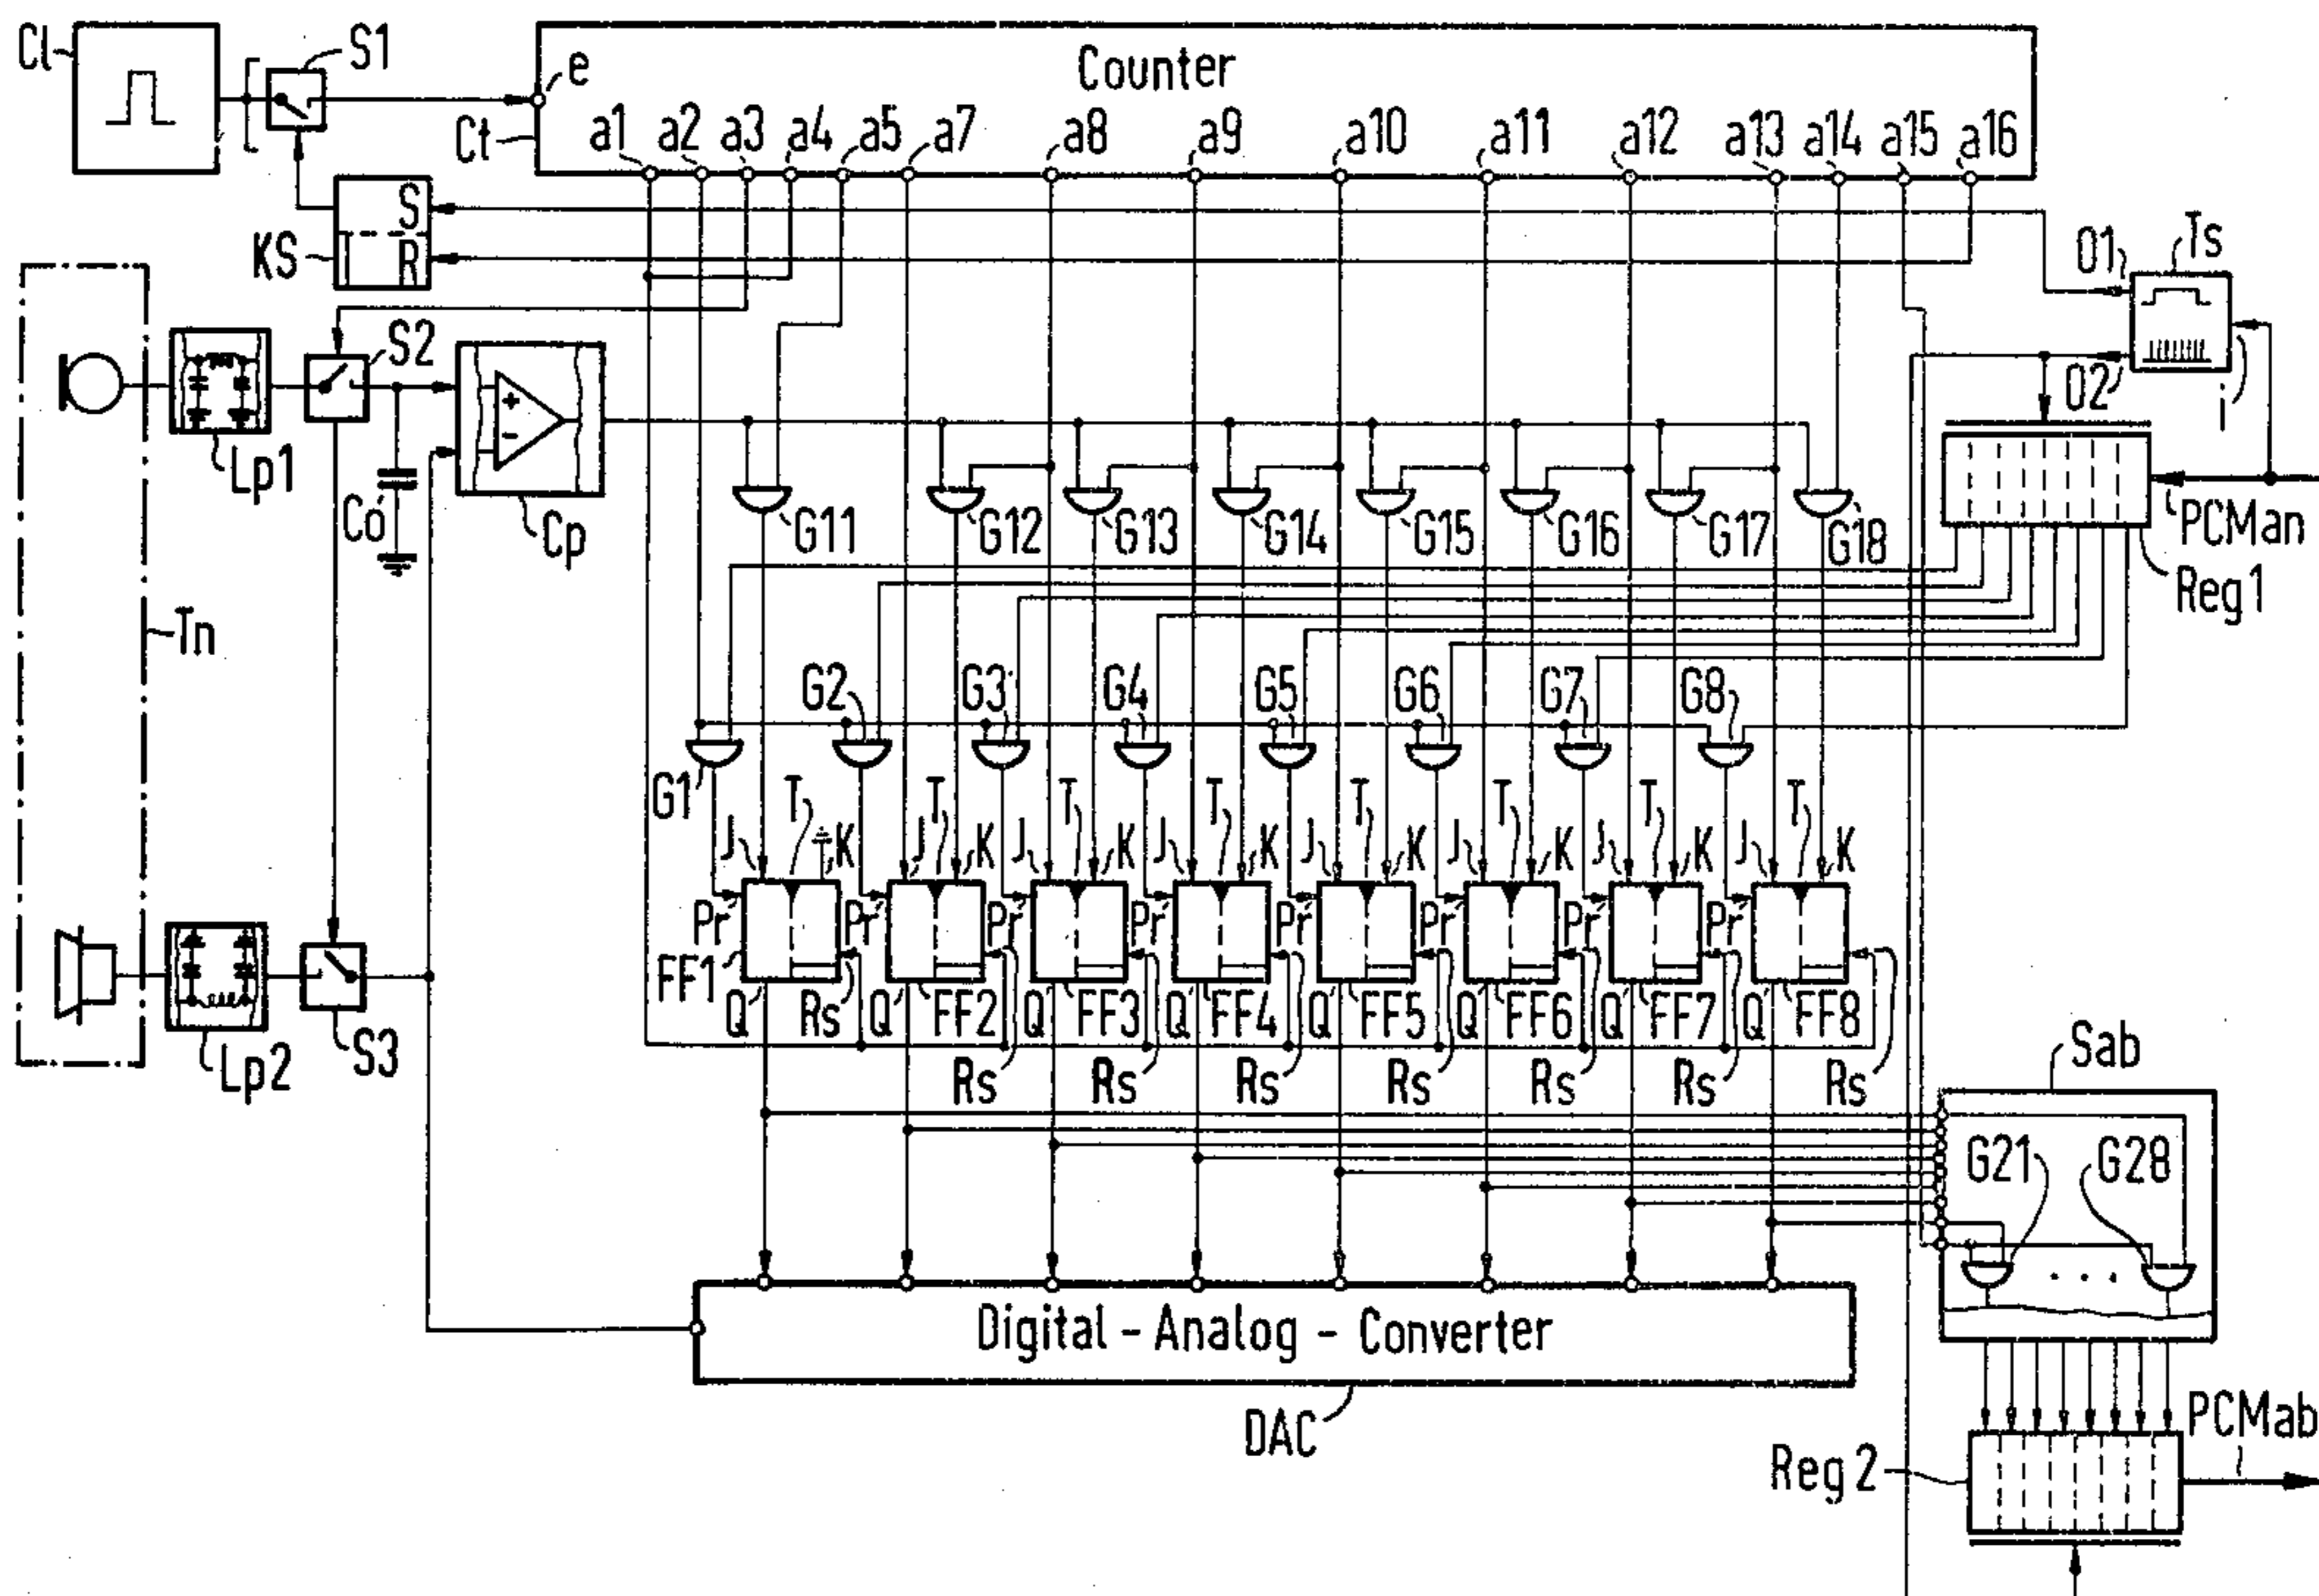 Cl
S1
e
Counter
Ct
a1 a2 a3 a4 a5 a7 a8 a9 a10 a11 a12 a13 a14 a15 a16
KS
S
R
01
Ts
02
i
S2
Lp1
Co
+
-
Cp
G11 G12 G13 G14 G15 G16 G17 G18
PCMan
Reg1
Tn
G1 G2 G3 G4 G5 G6 G7 G8
J T K J T K J T K J T K J T K J T K J T K J T K
Pr Pr Pr Pr Pr Pr Pr Pr
FF1 FF2 FF3 FF4 FF5 FF6 FF7 FF8
Q Q Q Q Q Q Q Q
Rs Rs Rs Rs Rs Rs Rs Rs
Lp2
S3
Sab
G21 G28
Digital - Analog - Converter
DAC
PCMab
Reg 2